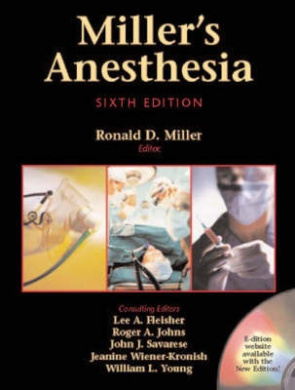 Miller's
Anesthesia
SIXTH EDITION
Ronald D. Miller
Editor
Consulting Editors
Lee A. Fleisher
Roger A. Johns
John J. Savarese
Jeanine Wiener-Kronish
William L. Young
E-dition
website
available
with the
New Edition!